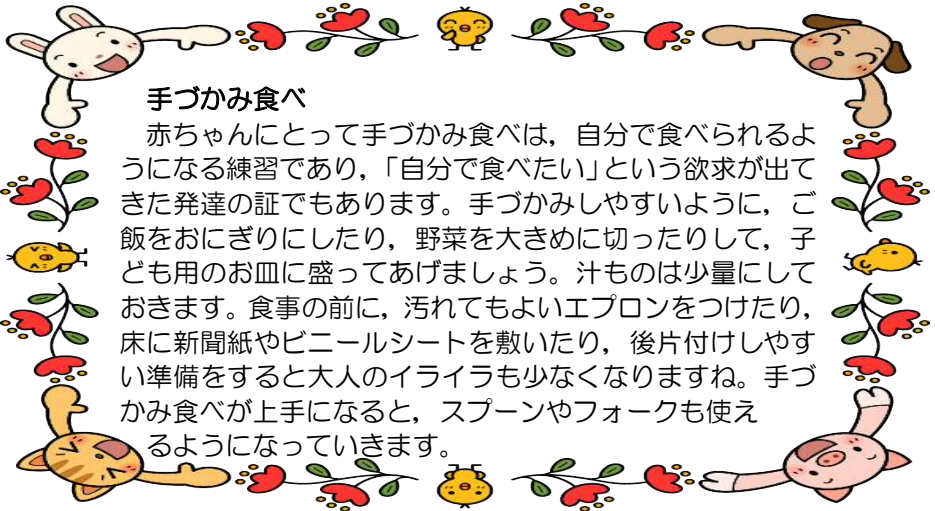 手づかみ食べ
赤ちゃんにとって手づかみ食べは，自分で食べられるよ
うになる練習であり，「自分で食べたい」という欲求が出て
きた発達の証でもあります。手づかみしやすいように，ご
飯をおにぎりにしたり，野菜を大きめに切ったりして，子
ども用のお皿に盛ってあげましょう。汁ものは少量にして
おきます。食事の前に，汚れてもよいエプロンをつけたり，
床に新聞紙やビニールシートを敷いたり，後片付けしやす
い準備をすると大人のイライラも少なくなりますね。手づ
かみ食べが上手になると，スプーンやフォークも使え
るようになっていきます。